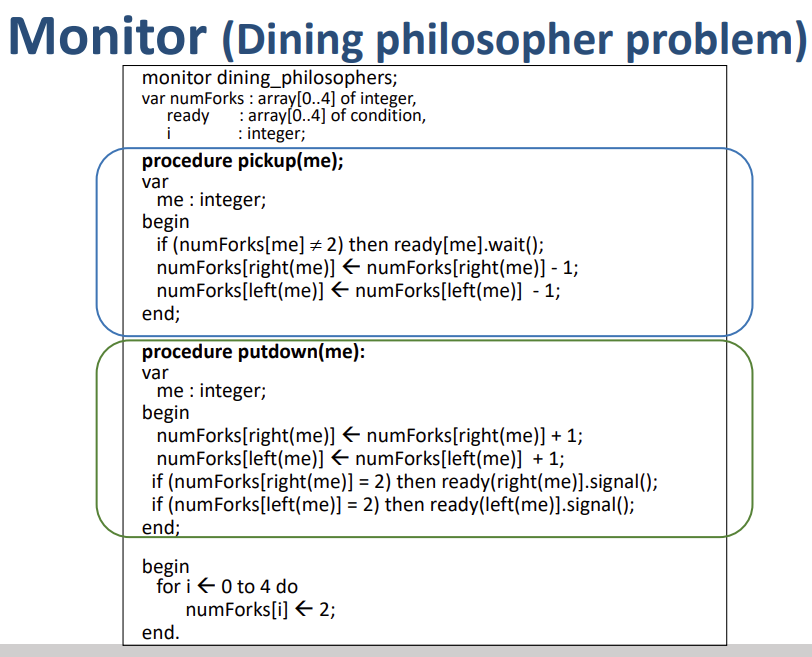 Monitor (Dining philosopher problem)
monitor dining_philosophers;
var numForks : array[0..4] of integer,
ready : array[0..4] of condition,
i : integer;
procedure pickup(me);
var
me : integer;
begin
if (numForks[me] ≠ 2) then ready[me].wait();
numForks[right(me)] ← numForks[right(me)] - 1;
numForks[left(me)] ← numForks[left(me)] - 1;
end;
procedure putdown(me):
var
me : integer;
begin
numForks[right(me)] ← numForks[right(me)] + 1;
numForks[left(me)] ← numForks[left(me)] + 1;
if (numForks[right(me)] = 2) then ready(right(me)].signal();
if (numForks[left(me)] = 2) then ready(left(me)].signal();
end;
begin
for i ← 0 to 4 do
numForks[i] ← 2;
end.